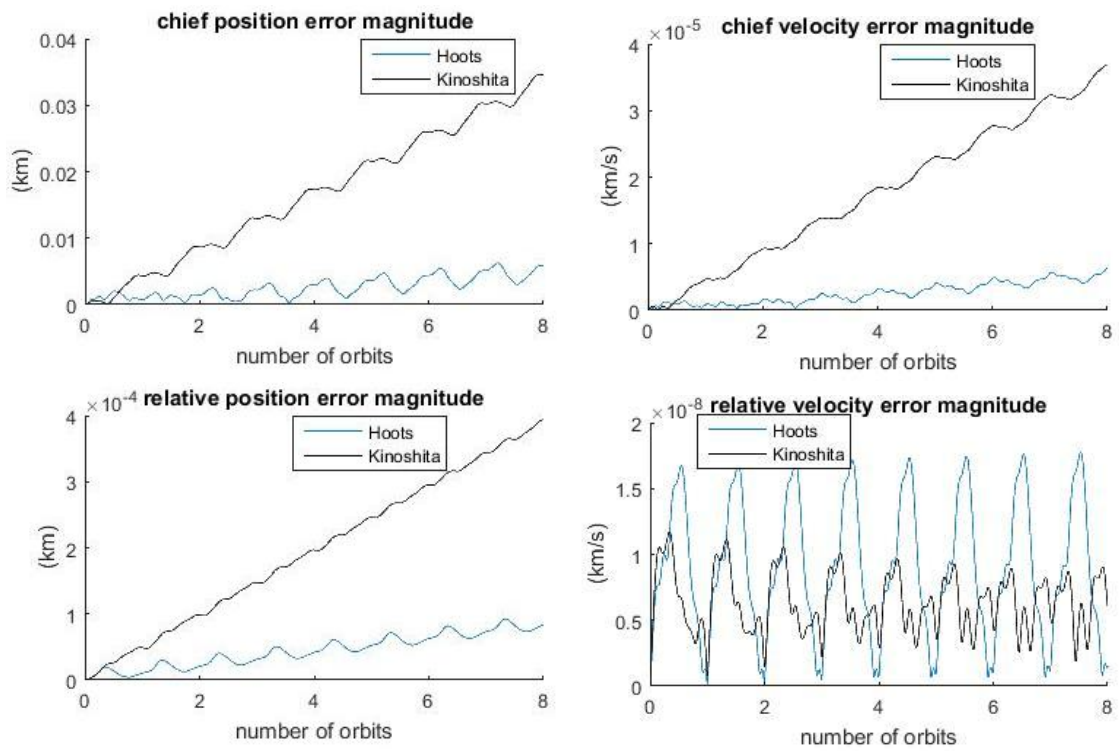 chief position error magnitude
0.04
0.03
0.02
0.01
0
(km)
Hoots
Kinoshita
0 2 4 6 8
number of orbits
chief velocity error magnitude
× 10^-5
4
3
2
1
0
(km/s)
Hoots
Kinoshita
0 2 4 6 8
number of orbits
relative position error magnitude
× 10^-4
4
3
2
1
0
(km)
Hoots
Kinoshita
0 2 4 6 8
number of orbits
relative velocity error magnitude
× 10^-8
2
1.5
1
0.5
0
(km/s)
Hoots
Kinoshita
0 2 4 6 8
number of orbits